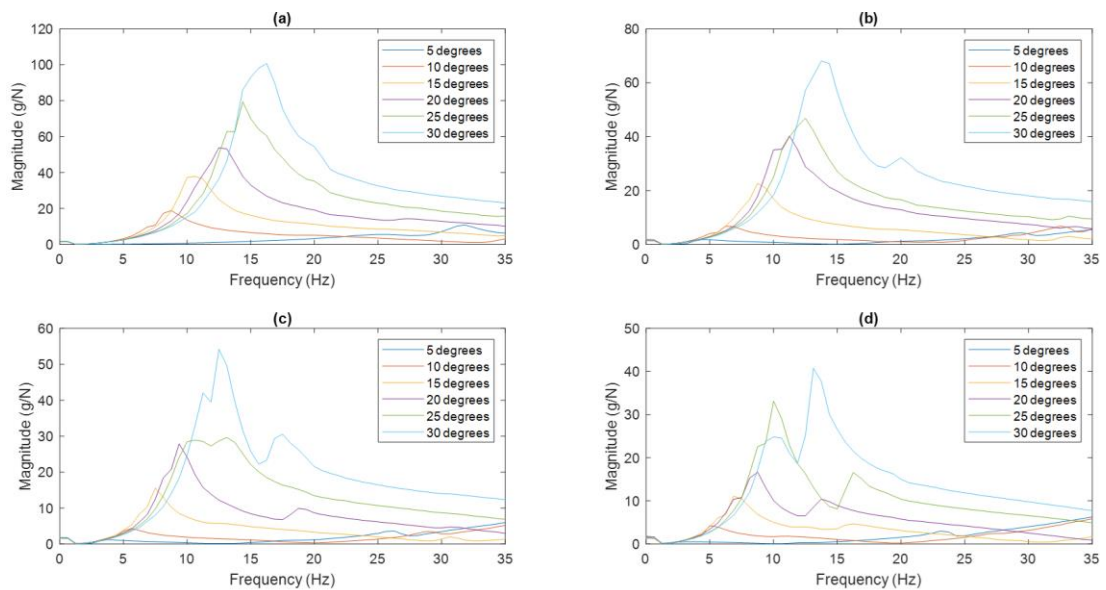 (a)
120
100
80
60
40
20
0
Magnitude (g/N)
5 degrees
10 degrees
15 degrees
20 degrees
25 degrees
30 degrees
0 5 10 15 20 25 30 35
Frequency (Hz)
(b)
80
60
40
20
0
Magnitude (g/N)
5 degrees
10 degrees
15 degrees
20 degrees
25 degrees
30 degrees
0 5 10 15 20 25 30 35
Frequency (Hz)
(c)
60
50
40
30
20
10
0
Magnitude (g/N)
5 degrees
10 degrees
15 degrees
20 degrees
25 degrees
30 degrees
0 5 10 15 20 25 30 35
Frequency (Hz)
(d)
50
40
30
20
10
0
Magnitude (g/N)
5 degrees
10 degrees
15 degrees
20 degrees
25 degrees
30 degrees
0 5 10 15 20 25 30 35
Frequency (Hz)